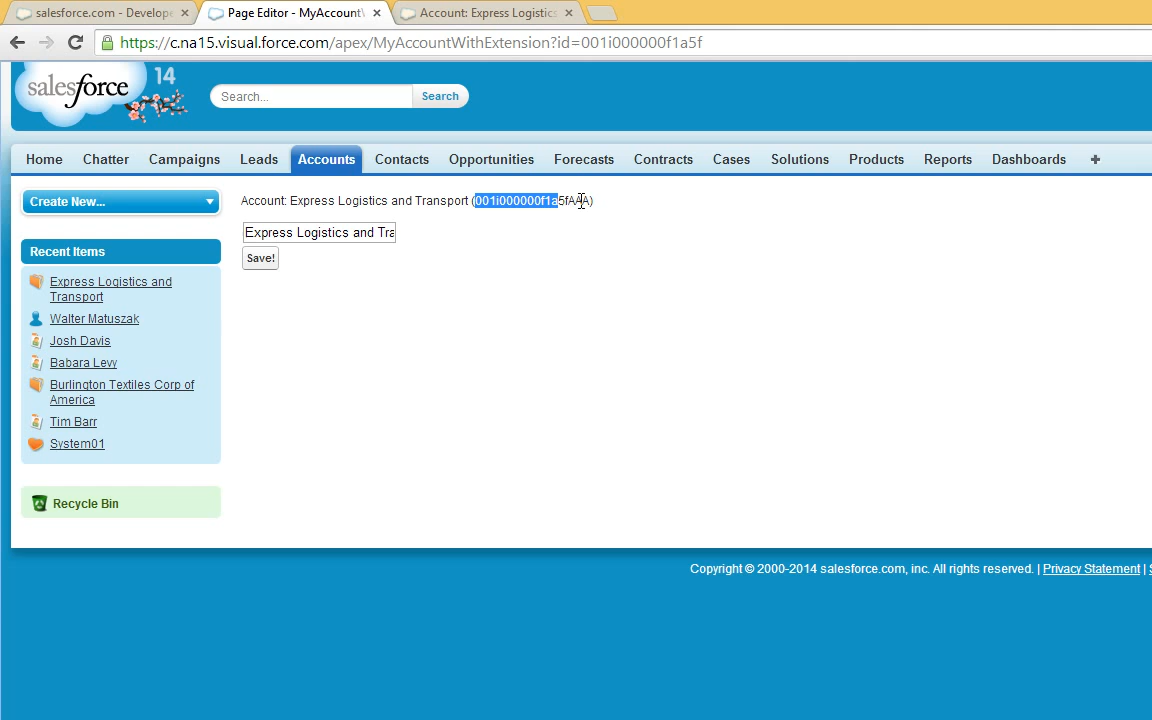 salesforce.com - Develope
Page Editor - MyAccount
Account: Express Logistics
https://c.na15.visual.force.com/apex/MyAccountWithExtension?id=001i000000f1a5f
salesforce
14
Search...
Search
Home
Chatter
Campaigns
Leads
Accounts
Contacts
Opportunities
Forecasts
Contracts
Cases
Solutions
Products
Reports
Dashboards
+
Create New...
Account: Express Logistics and Transport (001i000000f1a5fAAA)
Express Logistics and Tra
Save!
Recent Items
Express Logistics and
Transport
Walter Matuszak
Josh Davis
Babara Levy
Burlington Textiles Corp of
America
Tim Barr
System01
Recycle Bin
Copyright © 2000-2014 salesforce.com, inc. All rights reserved. | Privacy Statement |